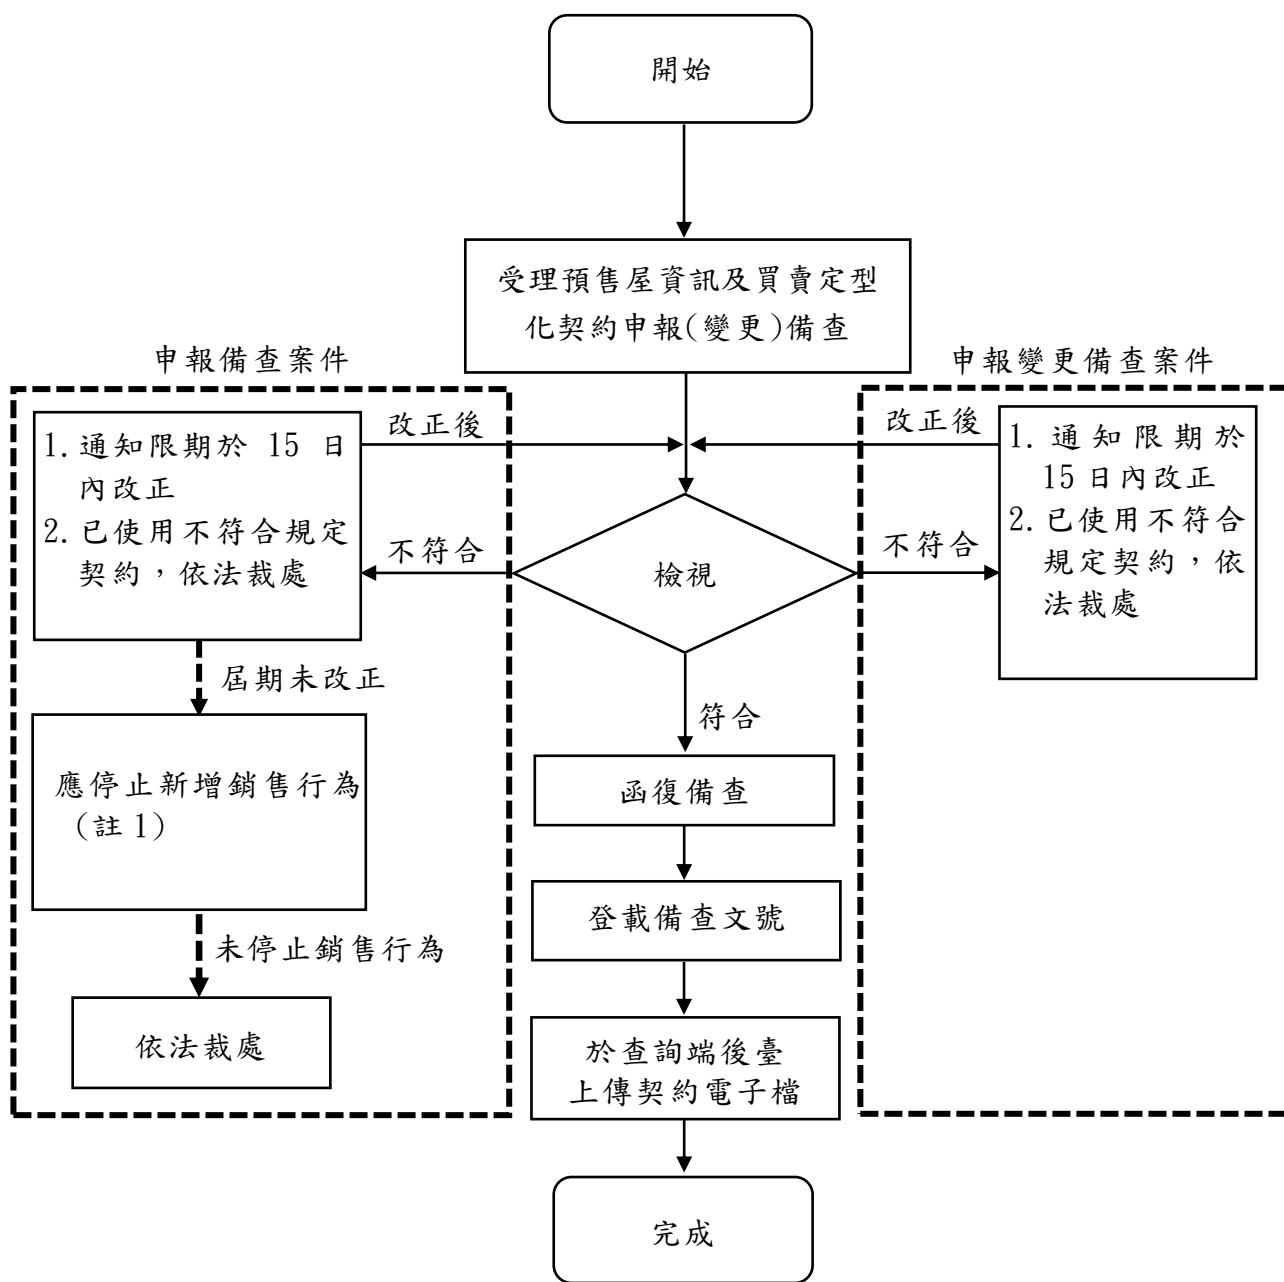 開始
受理預售屋資訊及買賣定型
化契約申報(變更)備查
申報備查案件
申報變更備查案件
1. 通知限期於 15 日
內改正
2. 已使用不符合規定
契約，依法裁處
改正後
改正後
1. 通知限期於
15 日內改正
2. 已使用不符合
規定契約，依
法裁處
不符合
檢視
不符合
屆期未改正
符合
應停止新增銷售行為
(註 1)
函復備查
登載備查文號
未停止銷售行為
依法裁處
於查詢端後臺
上傳契約電子檔
完成